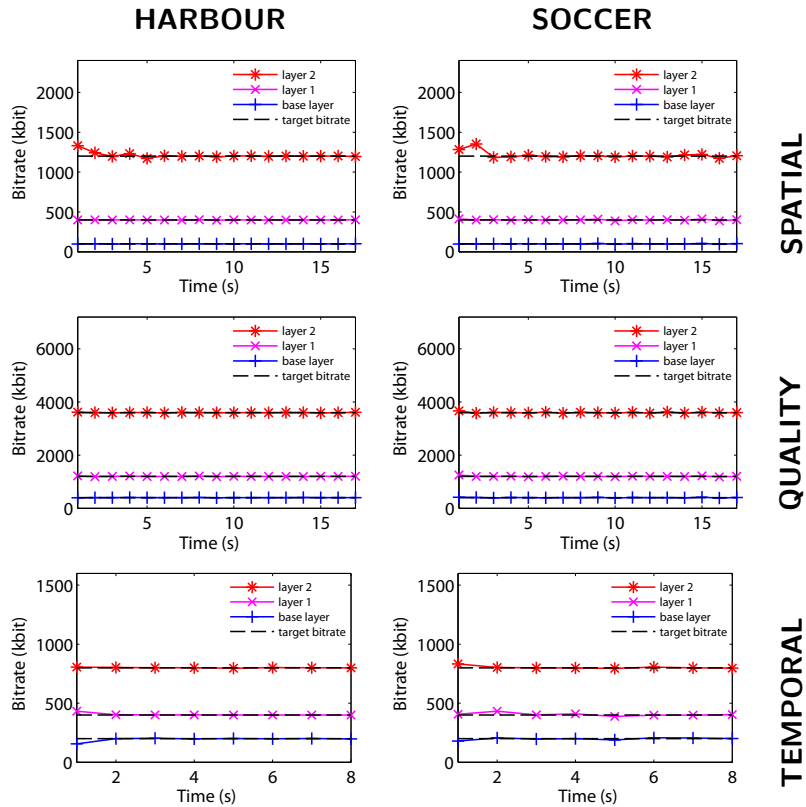 HARBOUR
SOCCER
layer 2
layer 1
base layer
target bitrate
2000
1500
1000
500
0
Bitrate (kbit)
5
10
15
Time (s)
layer 2
layer 1
base layer
target bitrate
2000
1500
1000
500
0
Bitrate (kbit)
5
10
15
Time (s)
SPATIAL
layer 2
layer 1
base layer
target bitrate
6000
4000
2000
0
Bitrate (kbit)
5
10
15
Time (s)
layer 2
layer 1
base layer
target bitrate
6000
4000
2000
0
Bitrate (kbit)
5
10
15
Time (s)
QUALITY
layer 2
layer 1
base layer
target bitrate
1500
1000
500
0
Bitrate (kbit)
2
4
6
8
Time (s)
layer 2
layer 1
base layer
target bitrate
1500
1000
500
0
Bitrate (kbit)
2
4
6
8
Time (s)
TEMPORAL